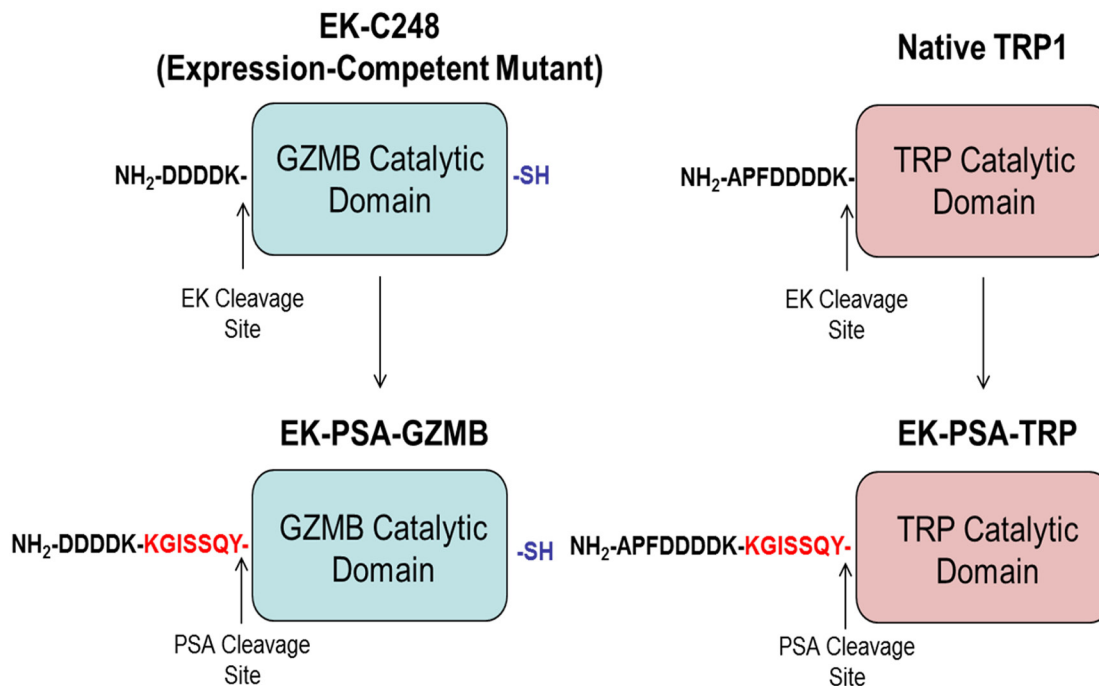 EK-C248
(Expression-Competent Mutant)
NH2-DDDDK-
GZMB Catalytic
Domain
-SH
EK Cleavage
Site
Native TRP1
NH2-APFDDDDK-
TRP Catalytic
Domain
EK Cleavage
Site
EK-PSA-GZMB
NH2-DDDDK-KGISSQY-
GZMB Catalytic
Domain
-SH
PSA Cleavage
Site
EK-PSA-TRP
NH2-APFDDDDK-KGISSQY-
TRP Catalytic
Domain
PSA Cleavage
Site